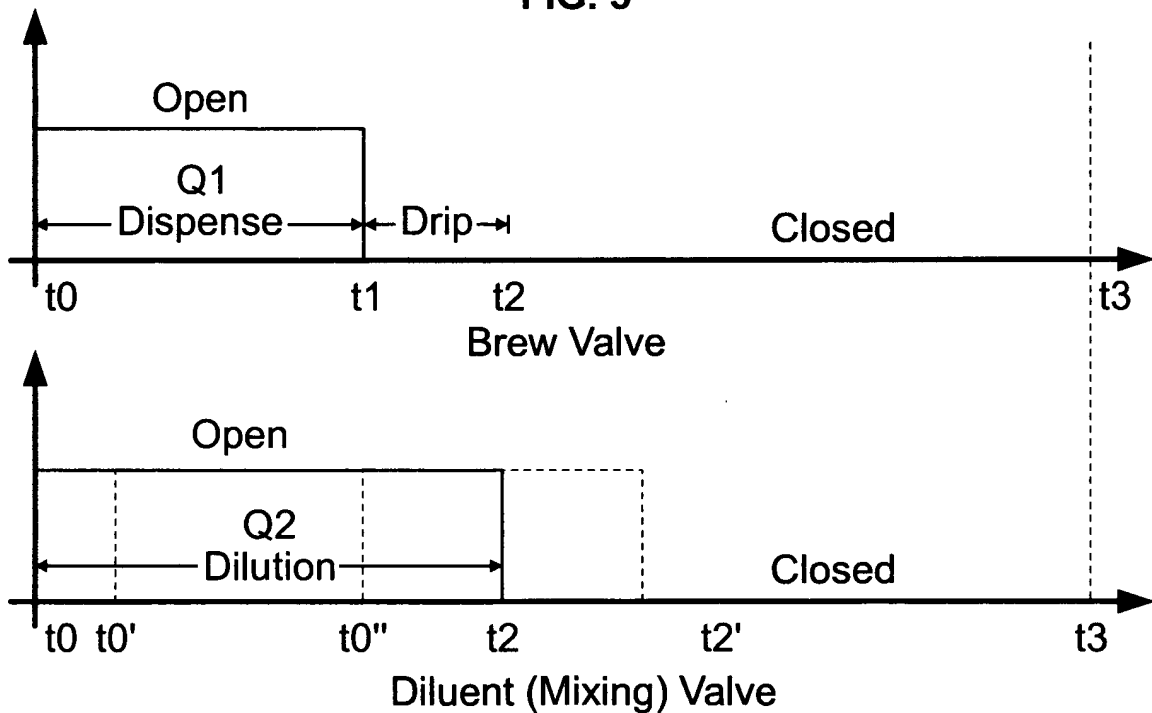 Open
Q1
Dispense Drip Closed
t0 t1 t2 t3
Brew Valve
Open
Q2
Dilution Closed
t0 t0' t0" t2 t2' t3
Diluent (Mixing) Valve